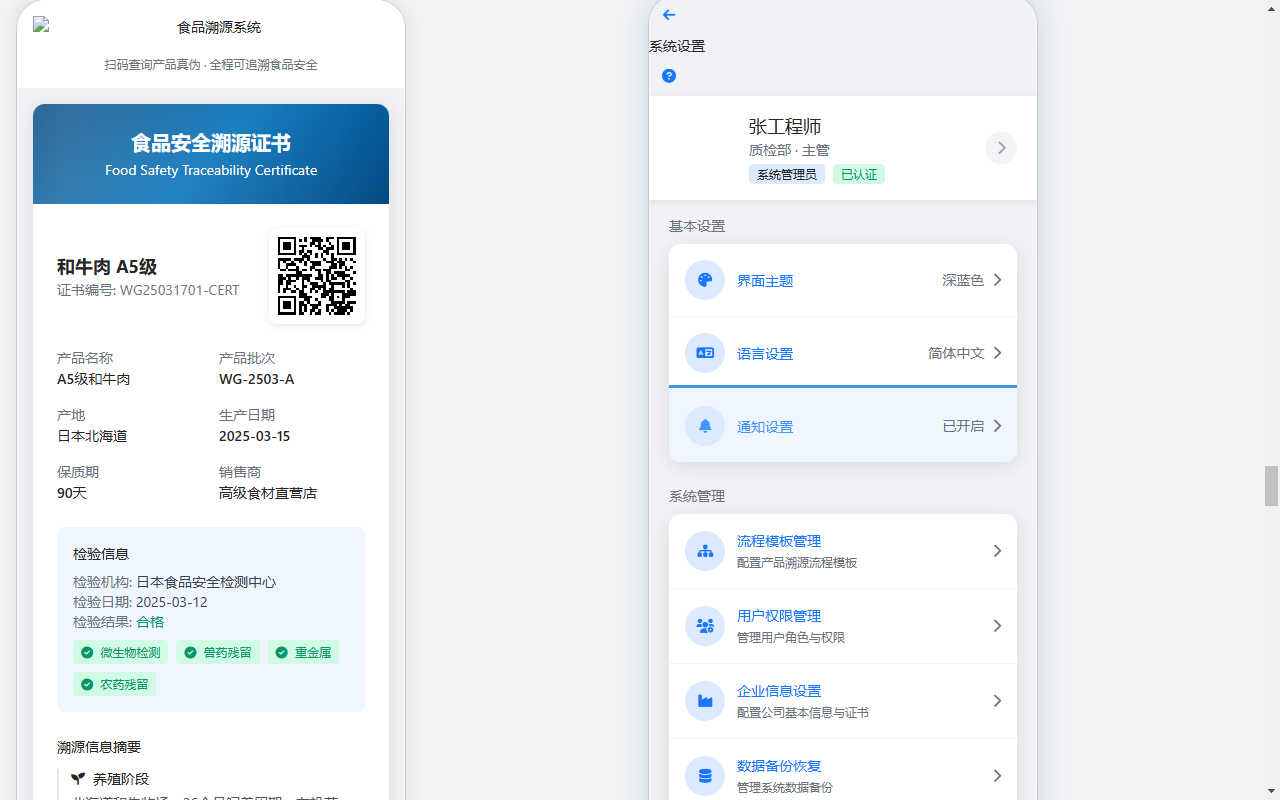 食品溯源系统
扫码查询产品真伪 · 全程可追溯食品安全
食品安全溯源证书
Food Safety Traceability Certificate
和牛肉 A5级
证书编号: WG25031701-CERT
产品名称
A5级和牛肉
产品批次
WG-2503-A
产地
日本北海道
生产日期
2025-03-15
保质期
90天
销售商
高级食材直营店
检验信息
检验机构: 日本食品安全检测中心
检验日期: 2025-03-12
检验结果: 合格
微生物检测
兽药残留
重金属
农药残留
溯源信息摘要
养殖阶段
系统设置
张工程师
质检部 · 主管
系统管理员
已认证
基本设置
界面主题
深蓝色
语言设置
简体中文
通知设置
已开启
系统管理
流程模板管理
配置产品溯源流程模板
用户权限管理
管理用户角色与权限
企业信息设置
配置公司基本信息与证书
数据备份恢复
管理系统数据备份